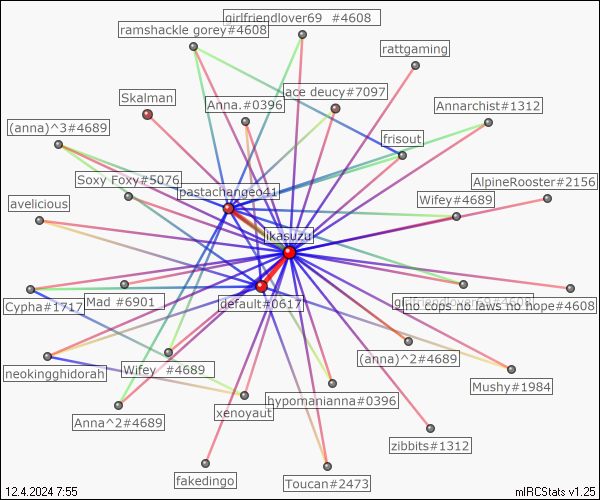 girlfriendlover69 #4608
ramshackle gorey#4608
rattgaming
Skalman
Anna.#0396
ace deucy#7097
Annarchist#1312
(anna)^3#4689
frisout
Soxy Foxy#5076
pastachangeo41
AlpineRooster#2156
avelicious
Wifey#4689
ikasuzu
Cypha#1717
Mad #6901
default#0617
girlfriendlover69#4608
no cops no laws no hope#4608
neokingghidorah
Wifey #4689
(anna)^2#4689
Mushy#1984
Anna^2#4689
xenoyaut
hypomanianna#0396
zibbits#1312
fakedingo
Toucan#2473
12.4.2024 7:55
mIRCStats v1.25